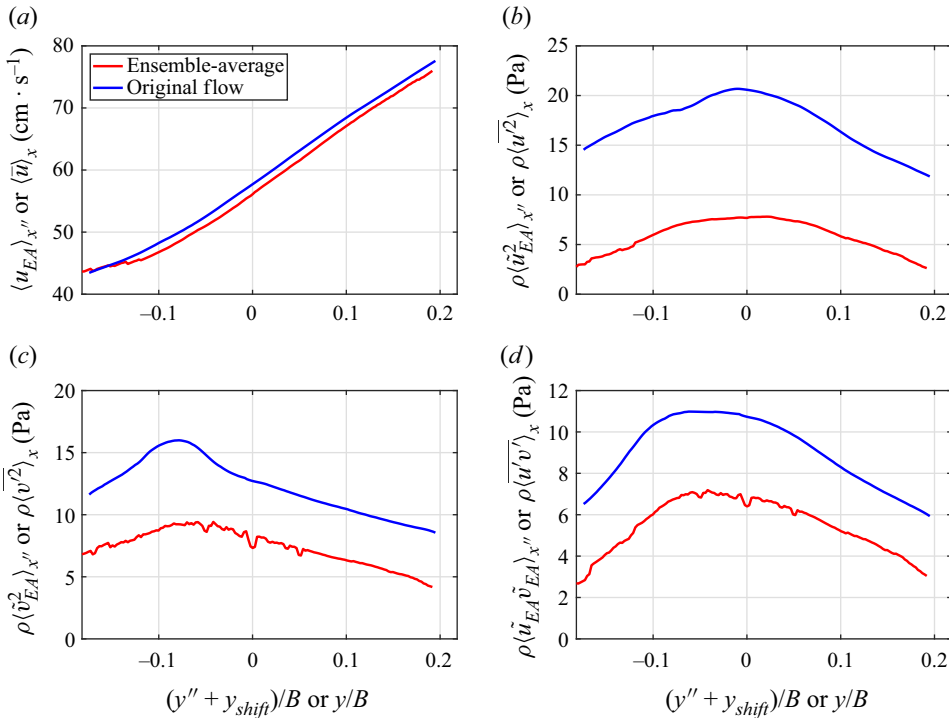 (a)
80
70
60
50
40
–0.1 0 0.1 0.2
⟨u_EA⟩_x″ or ⟨u̅⟩_x (cm · s⁻¹)
Ensemble-average
Original flow
(b)
25
20
15
10
5
0
–0.1 0 0.1 0.2
ρ⟨ũ²_EA⟩_x″ or ρ⟨u′²⟩_x (Pa)
(c)
20
15
10
5
0
–0.1 0 0.1 0.2
ρ⟨ṽ²_EA⟩_x″ or ρ⟨v′²⟩_x (Pa)
(y″ + y_shift)/B or y/B
(d)
12
10
8
6
4
2
0
–0.1 0 0.1 0.2
ρ⟨ũ_EA ṽ_EA⟩_x″ or ρ⟨u′v′⟩_x (Pa)
(y″ + y_shift)/B or y/B